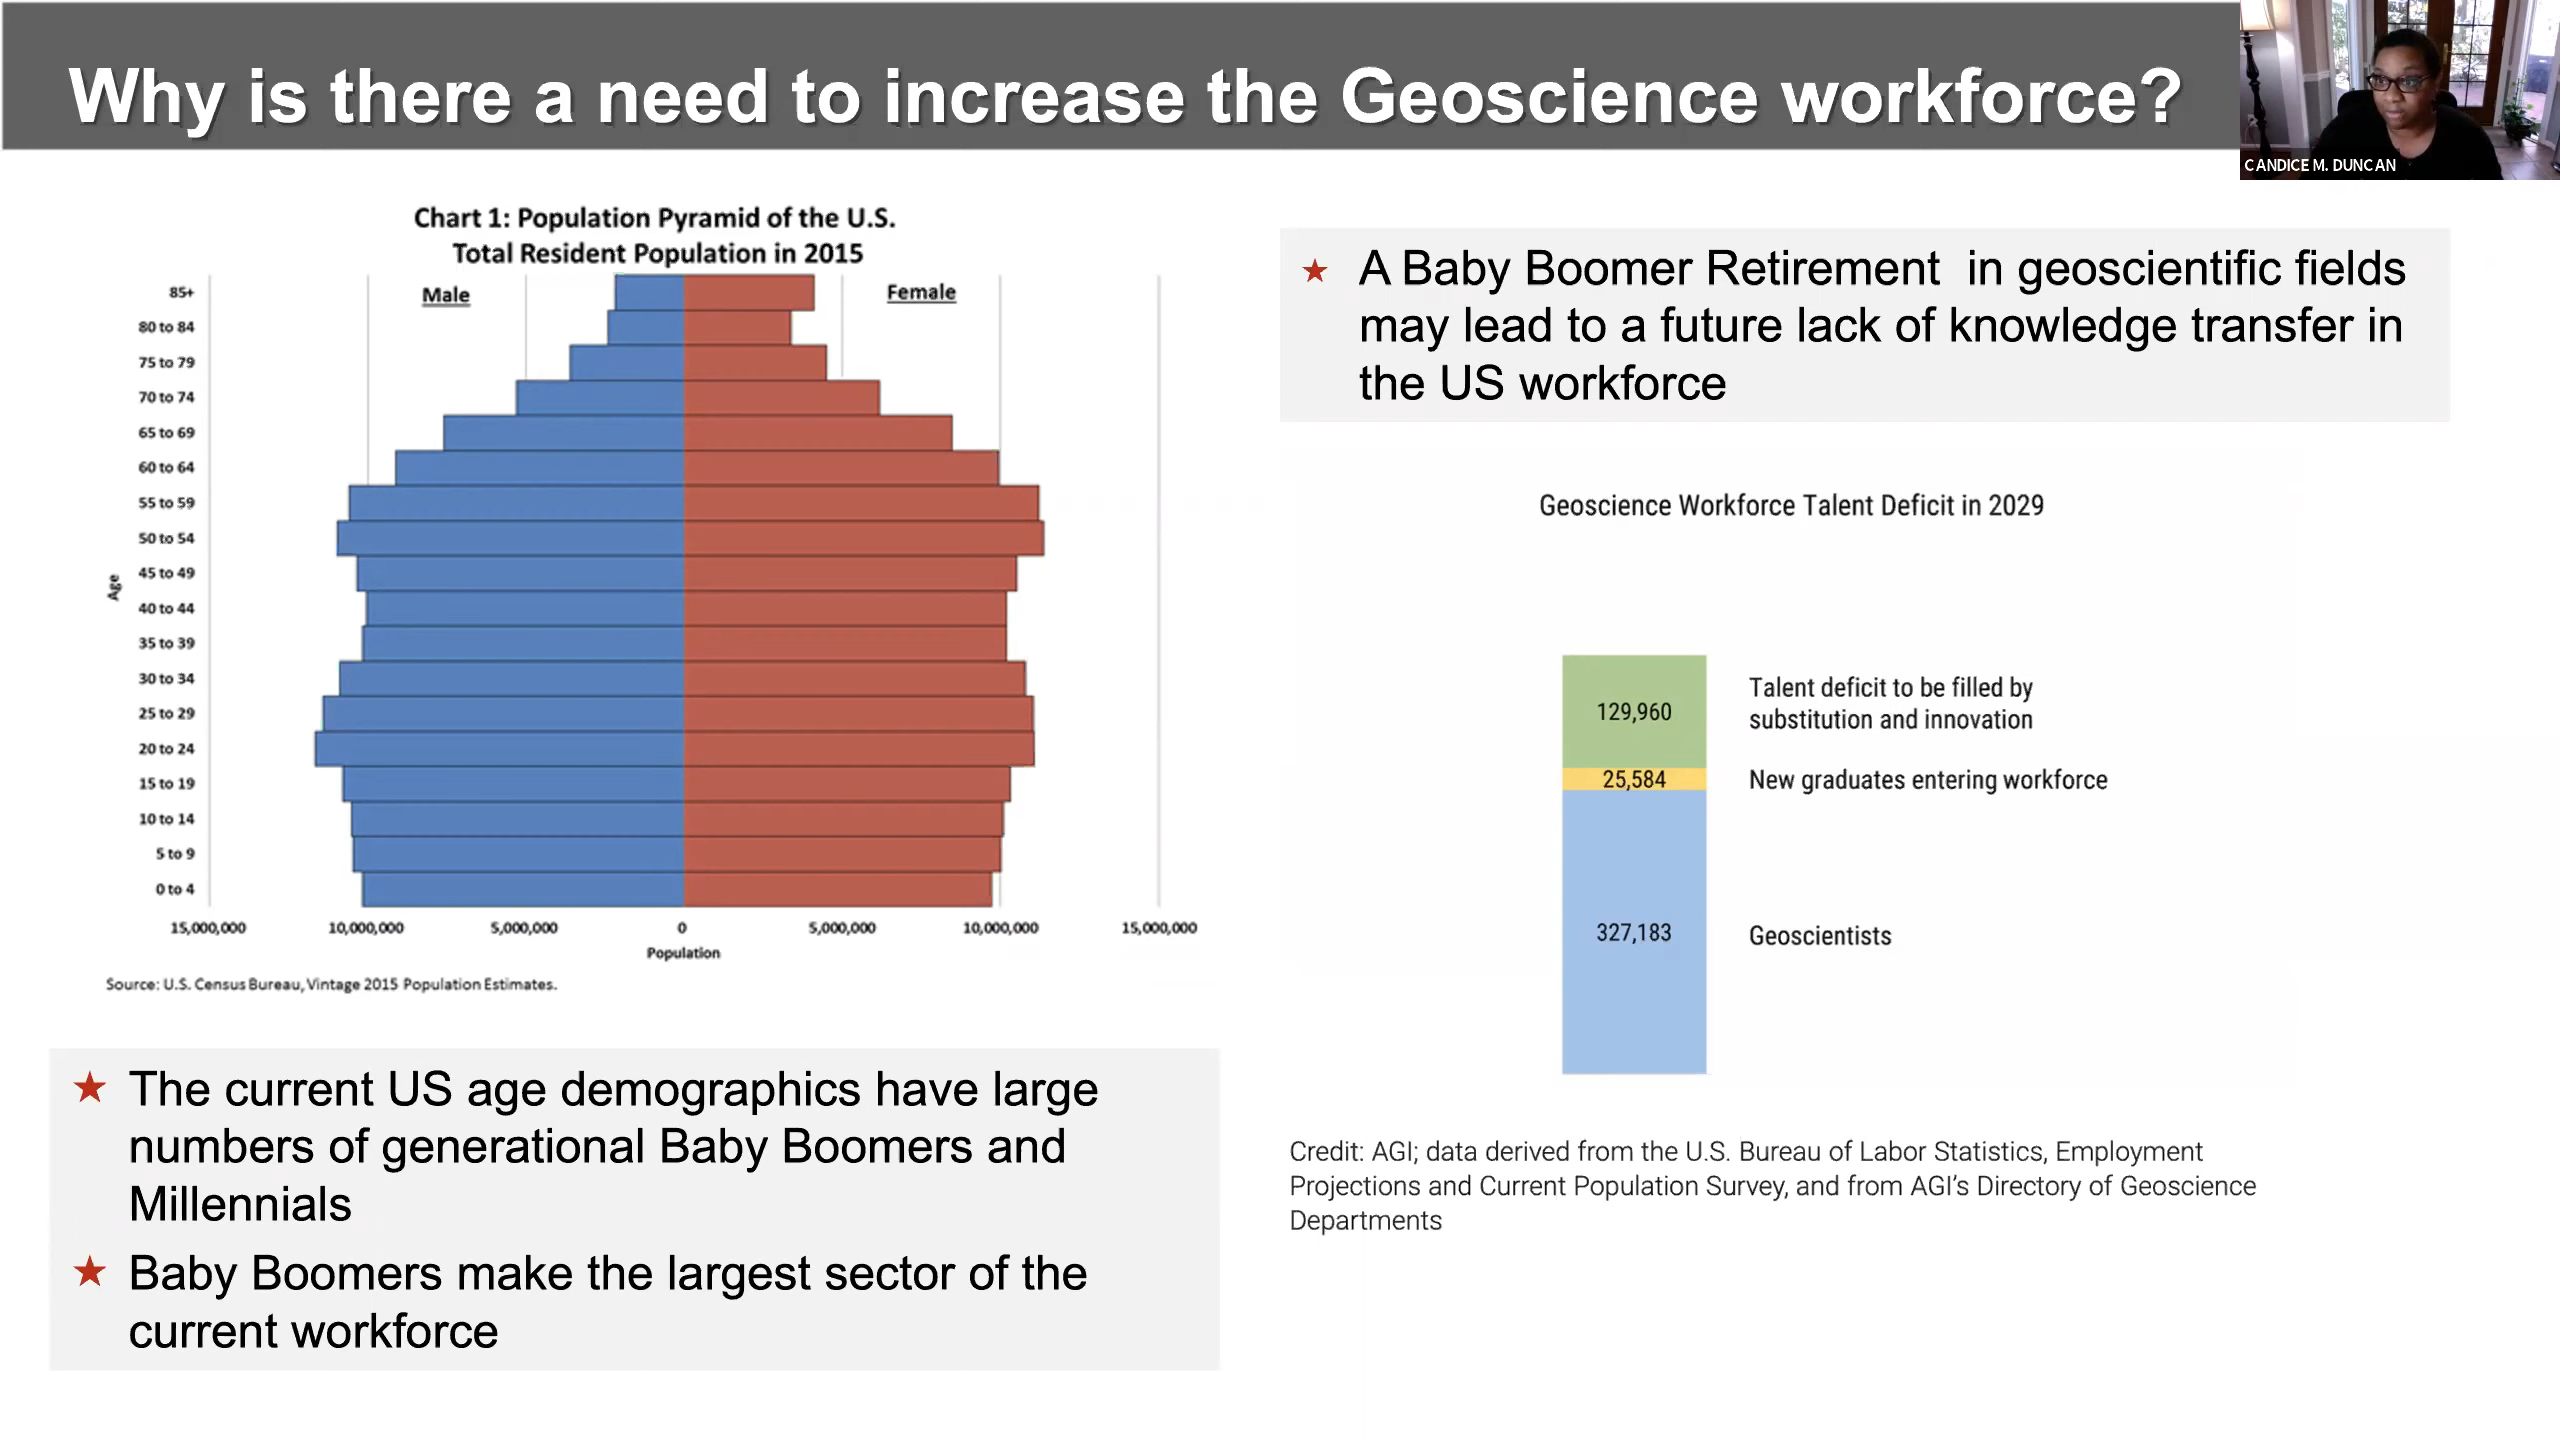 Why is there a need to increase the Geoscience workforce?
CANDICE M. DUNCAN
Chart 1: Population Pyramid of the U.S.
Total Resident Population in 2015
Male
Female
85+
80 to 84
75 to 79
70 to 74
65 to 69
60 to 64
55 to 59
50 to 54
45 to 49
40 to 44
35 to 39
30 to 34
25 to 29
20 to 24
15 to 19
10 to 14
5 to 9
0 to 4
Age
15,000,000 10,000,000 5,000,000 0 5,000,000 10,000,000 15,000,000
Population
Source: U.S. Census Bureau, Vintage 2015 Population Estimates.
★ The current US age demographics have large
numbers of generational Baby Boomers and
Millennials
★ Baby Boomers make the largest sector of the
current workforce
★ A Baby Boomer Retirement in geoscientific fields
may lead to a future lack of knowledge transfer in
the US workforce
Geoscience Workforce Talent Deficit in 2029
129,960
Talent deficit to be filled by
substitution and innovation
25,584 New graduates entering workforce
327,183 Geoscientists
Credit: AGI; data derived from the U.S. Bureau of Labor Statistics, Employment
Projections and Current Population Survey, and from AGI’s Directory of Geoscience
Departments